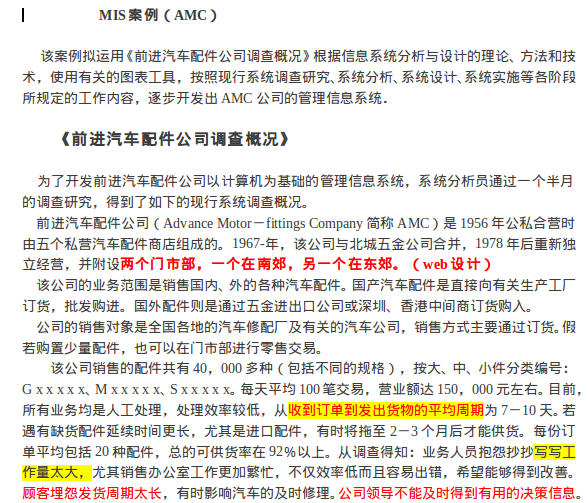 MIS案例（AMC）
该案例拟运用《前进汽车配件公司调查概况》根据信息系统分析与设计的理论、方法和技
术，使用有关的图表工具，按照现行系统调查研究、系统分析、系统设计、系统实施等各阶段
所规定的工作内容，逐步开发出 AMC 公司的管理信息系统．
《前进汽车配件公司调查概况》
为了开发前进汽车配件公司以计算机为基础的管理信息系统，系统分析员通过一个半月
的调查研究，得到了如下的现行系统调查概况。
前进汽车配件公司（Advance Motor－fittings Company 简称 AMC）是 1956 年公私合营时
由五个私营汽车配件商店组成的。1967-年，该公司与北城五金公司合并，1978 年后重新独
立经营，并附设两个门市部，一个在南郊，另一个在东郊。（web 设计）
该公司的业务范围是销售国内、外的各种汽车配件。国产汽车配件是直接向有关生产工厂
订货，批发购进。国外配件则是通过五金进出口公司或深圳、香港中间商订货购入。
公司的销售对象是全国各地的汽车修配厂及有关的汽车公司，销售方式主要通过订货。假
若购置少量配件，也可以在门市部进行零售交易。
该公司销售的配件共有 40，000 多种（包括不同的规格），按大、中、小件分类编号：
G x x x x x、M x x x x x、S x x x x x。每天平均 100 笔交易，营业额达 150，000 元左右。目前，
所有业务均是人工处理，处理效率较低，从收到订单到发出货物的平均周期为 7－10 天。若
遇有缺货配件延续时间更长，尤其是进口配件，有时将拖至 2－3 个月后才能供货。每份订
单平均包括 20 种配件，总的可供货率在 92％以上。从调查得知：业务人员抱怨抄抄写写工
作量太大，尤其销售办公室工作更加繁忙，不仅效率低而且容易出错，希望能够得到改善。
顾客埋怨发货周期太长，有时影响汽车的及时修理。公司领导不能及时得到有用的决策信息。